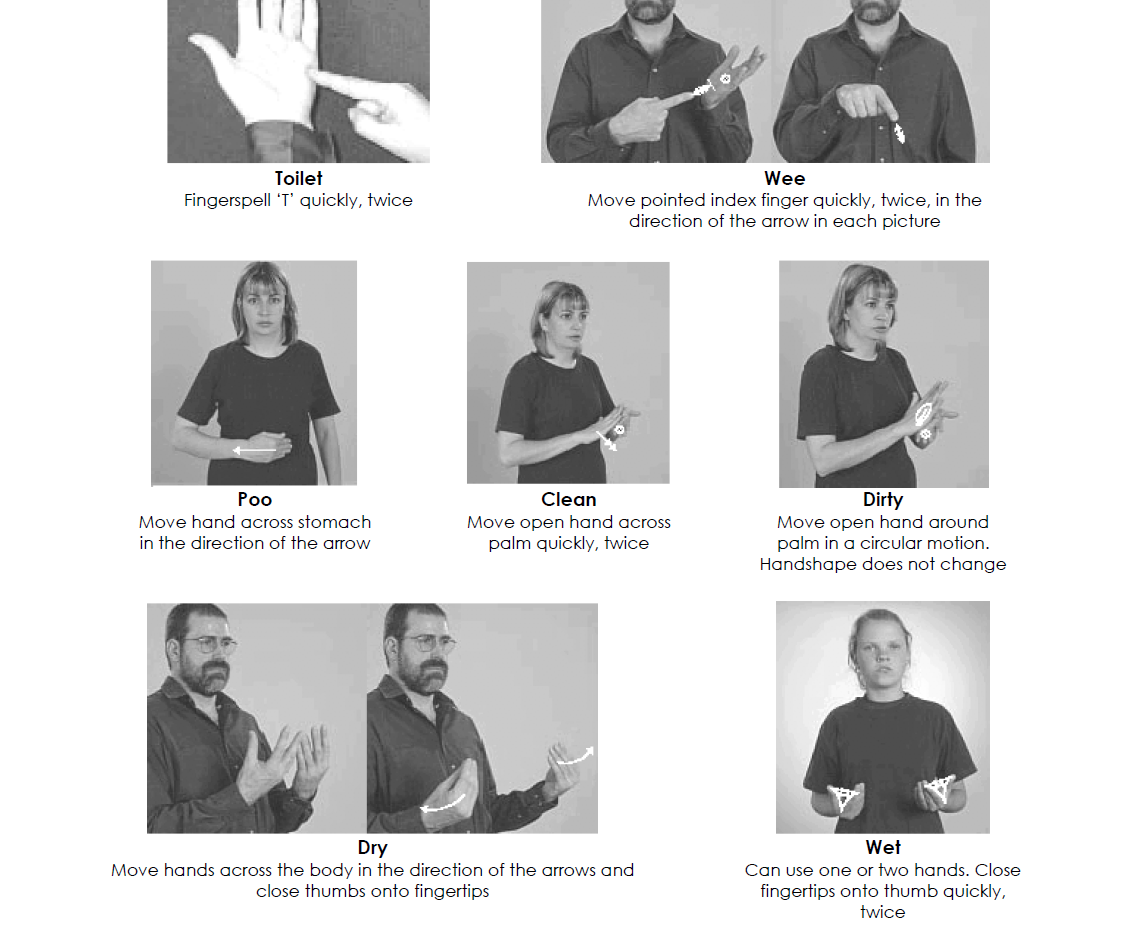 Toilet
Fingerspell ‘T’ quickly, twice
Wee
Move pointed index finger quickly, twice, in the
direction of the arrow in each picture
Poo
Move hand across stomach
in the direction of the arrow
Clean
Move open hand across
palm quickly, twice
Dirty
Move open hand around
palm in a circular motion.
Handshape does not change
Dry
Move hands across the body in the direction of the arrows and
close thumbs onto fingertips
Wet
Can use one or two hands. Close
fingertips onto thumb quickly,
twice